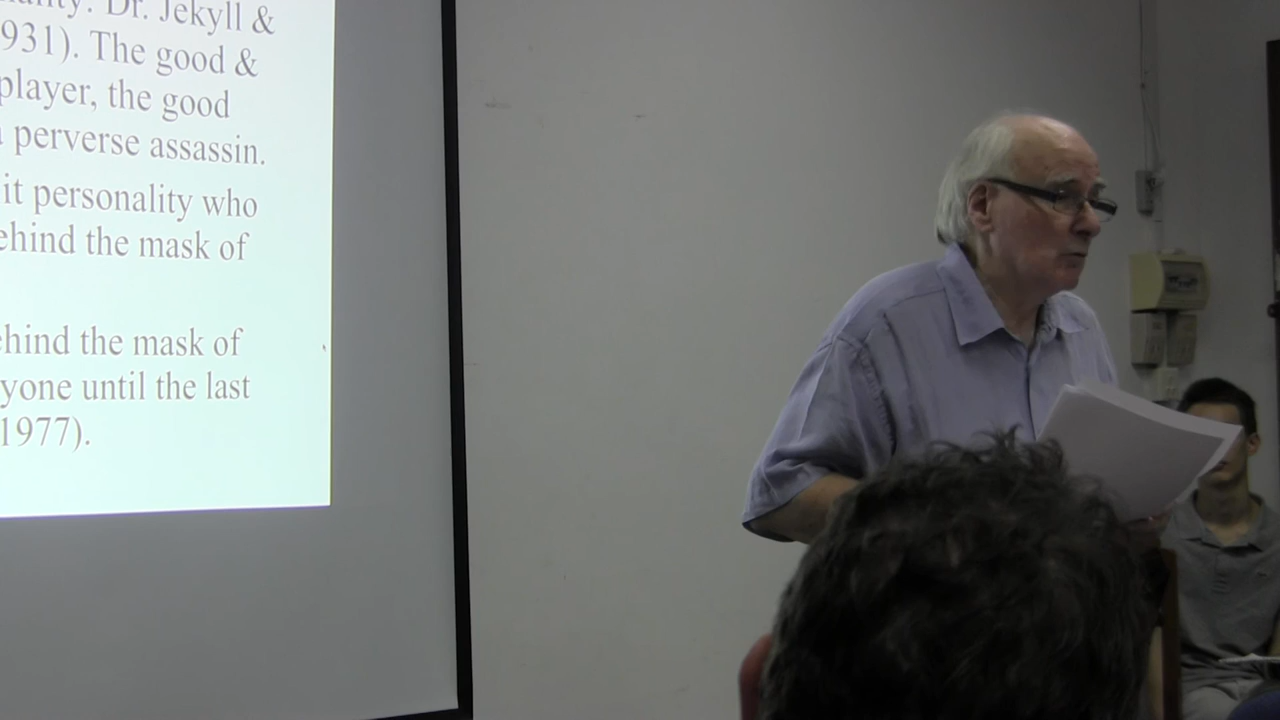 Dr. Jekyll &
931). The good &
player, the good
perverse assassin.
it personality who
ehind the mask of
ehind the mask of
yone until the last
1977).